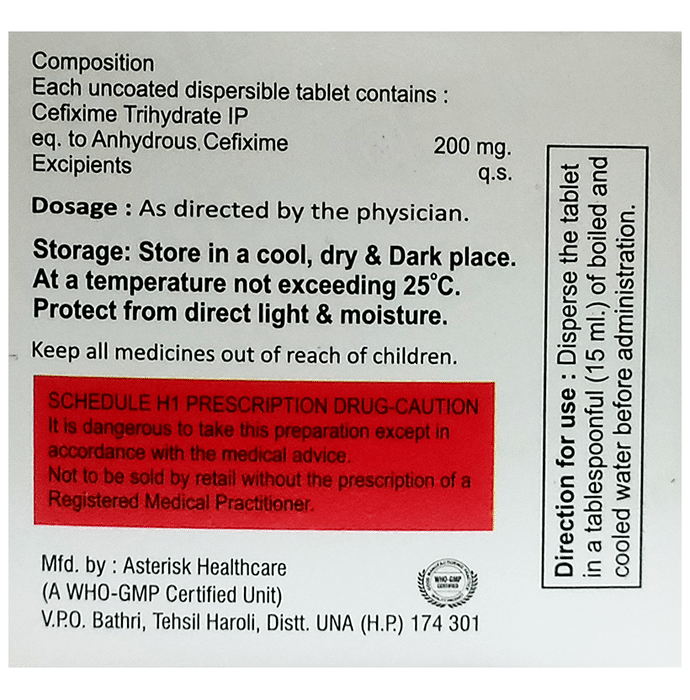 Composition
Each uncoated dispersible tablet contains :
Cefixime Trihydrate IP
eq. to Anhydrous. Cefixime 200 mg.
Excipients q.s.
Dosage : As directed by the physician.
Storage: Store in a cool, dry & Dark place.
At a temperature not exceeding 25°C.
Protect from direct light & moisture.
Keep all medicines out of reach of children.
SCHEDULE H1 PRESCRIPTION DRUG-CAUTION
It is dangerous to take this preparation except in
accordance with the medical advice.
Not to be sold by retail without the prescription of a
Registered Medical Practitioner.
Mfd. by : Asterisk Healthcare
(A WHO-GMP Certified Unit)
V.P.O. Bathri, Tehsil Haroli, Distt. UNA (H.P.) 174 301
WHO-GMP
CERTIFIED
Direction for use : Disperse the tablet
in a tablespoonful (15 ml.) of boiled and
cooled water before administration.